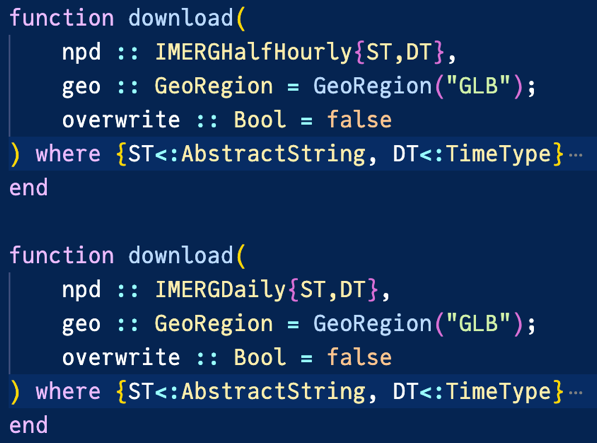 function download(
    npd :: IMERGHalfHourly{ST,DT},
    geo :: GeoRegion = GeoRegion("GLB");
    overwrite :: Bool = false
) where {ST<:AbstractString, DT<:TimeType}···
end

function download(
    npd :: IMERGDaily{ST,DT},
    geo :: GeoRegion = GeoRegion("GLB");
    overwrite :: Bool = false
) where {ST<:AbstractString, DT<:TimeType}···
end